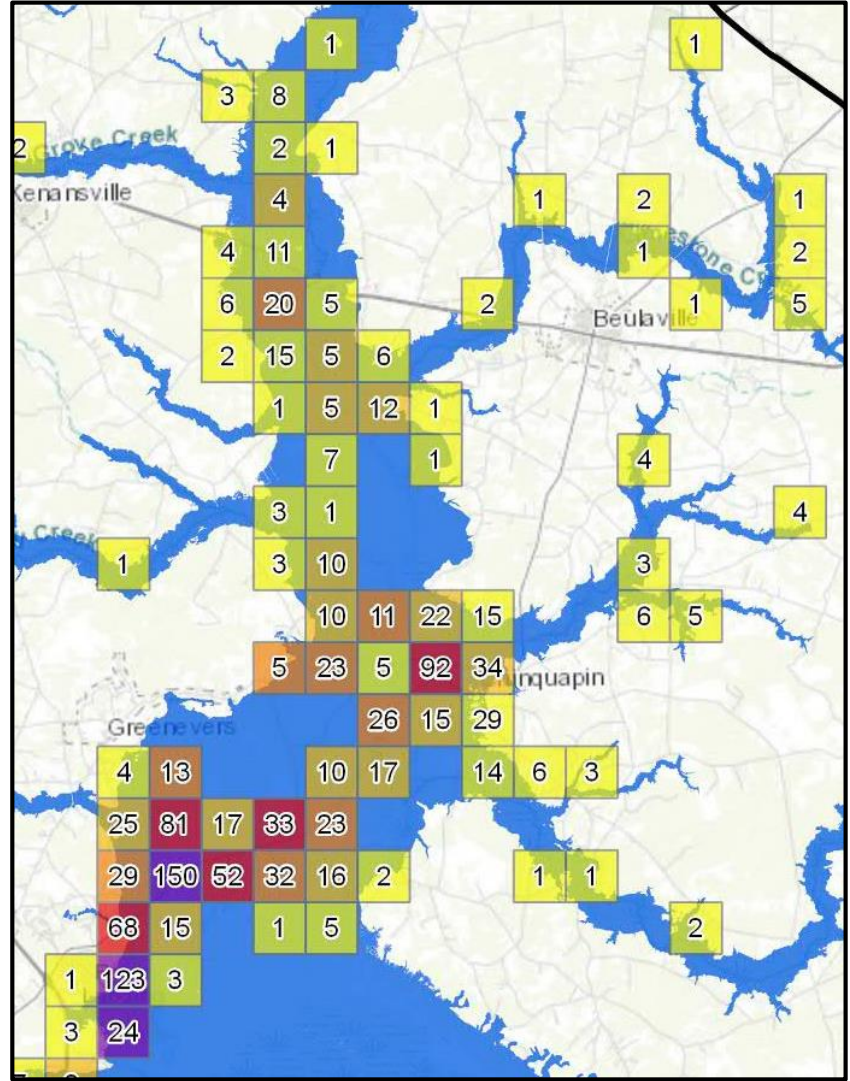 1 1
3 8
Grove Creek
2 2 1
Kenansville
4 1 2 1
4 11 1 2
6 20 5 2 1 5
Beulaville
2 15 5 6
1 5 12 1
7 1 4
3 1 4
Creek
1 3 10 3
10 11 22 15 6 5
5 23 5 92 34
26 15 29
Greenevers
4 13 10 17 14 6 3
25 81 17 33 23
29 150 52 32 16 2 1 1
68 15 1 5 2
1 123 3
3 24